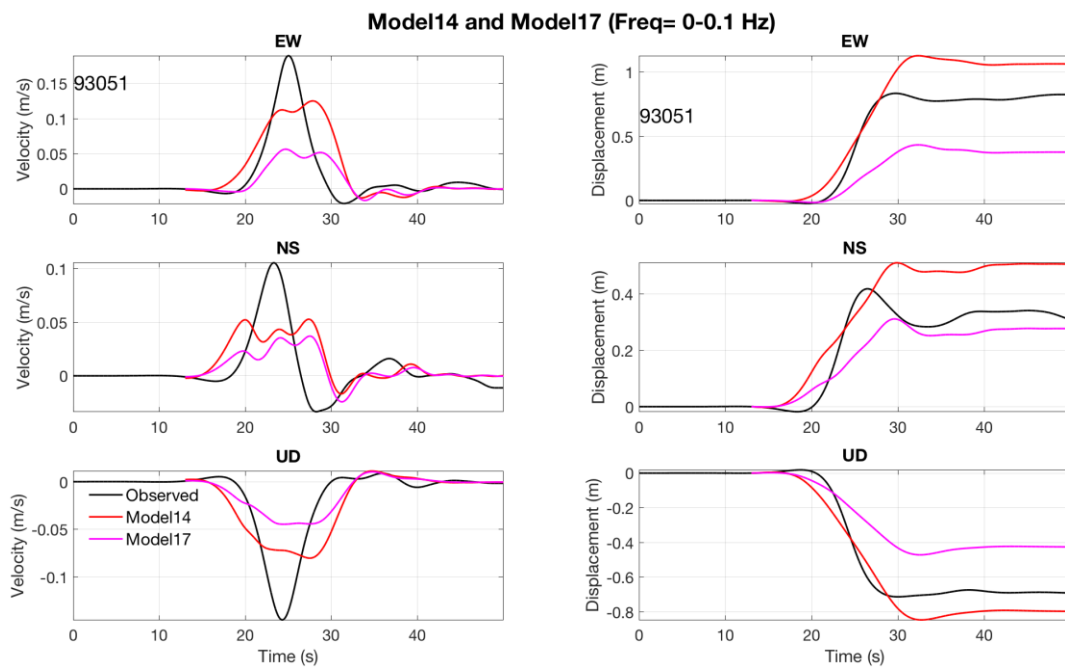 Model14 and Model17 (Freq= 0-0.1 Hz)
EW
Velocity (m/s)
0.15
0.1
0.05
0
93051
0 10 20 30 40
EW
Displacement (m)
1
0.5
0
93051
0 10 20 30 40
NS
Velocity (m/s)
0.1
0.05
0
0 10 20 30 40
NS
Displacement (m)
0.4
0.2
0
0 10 20 30 40
UD
Velocity (m/s)
0
-0.05
-0.1
Observed
Model14
Model17
0 10 20 30 40
Time (s)
UD
Displacement (m)
0
-0.2
-0.4
-0.6
-0.8
0 10 20 30 40
Time (s)